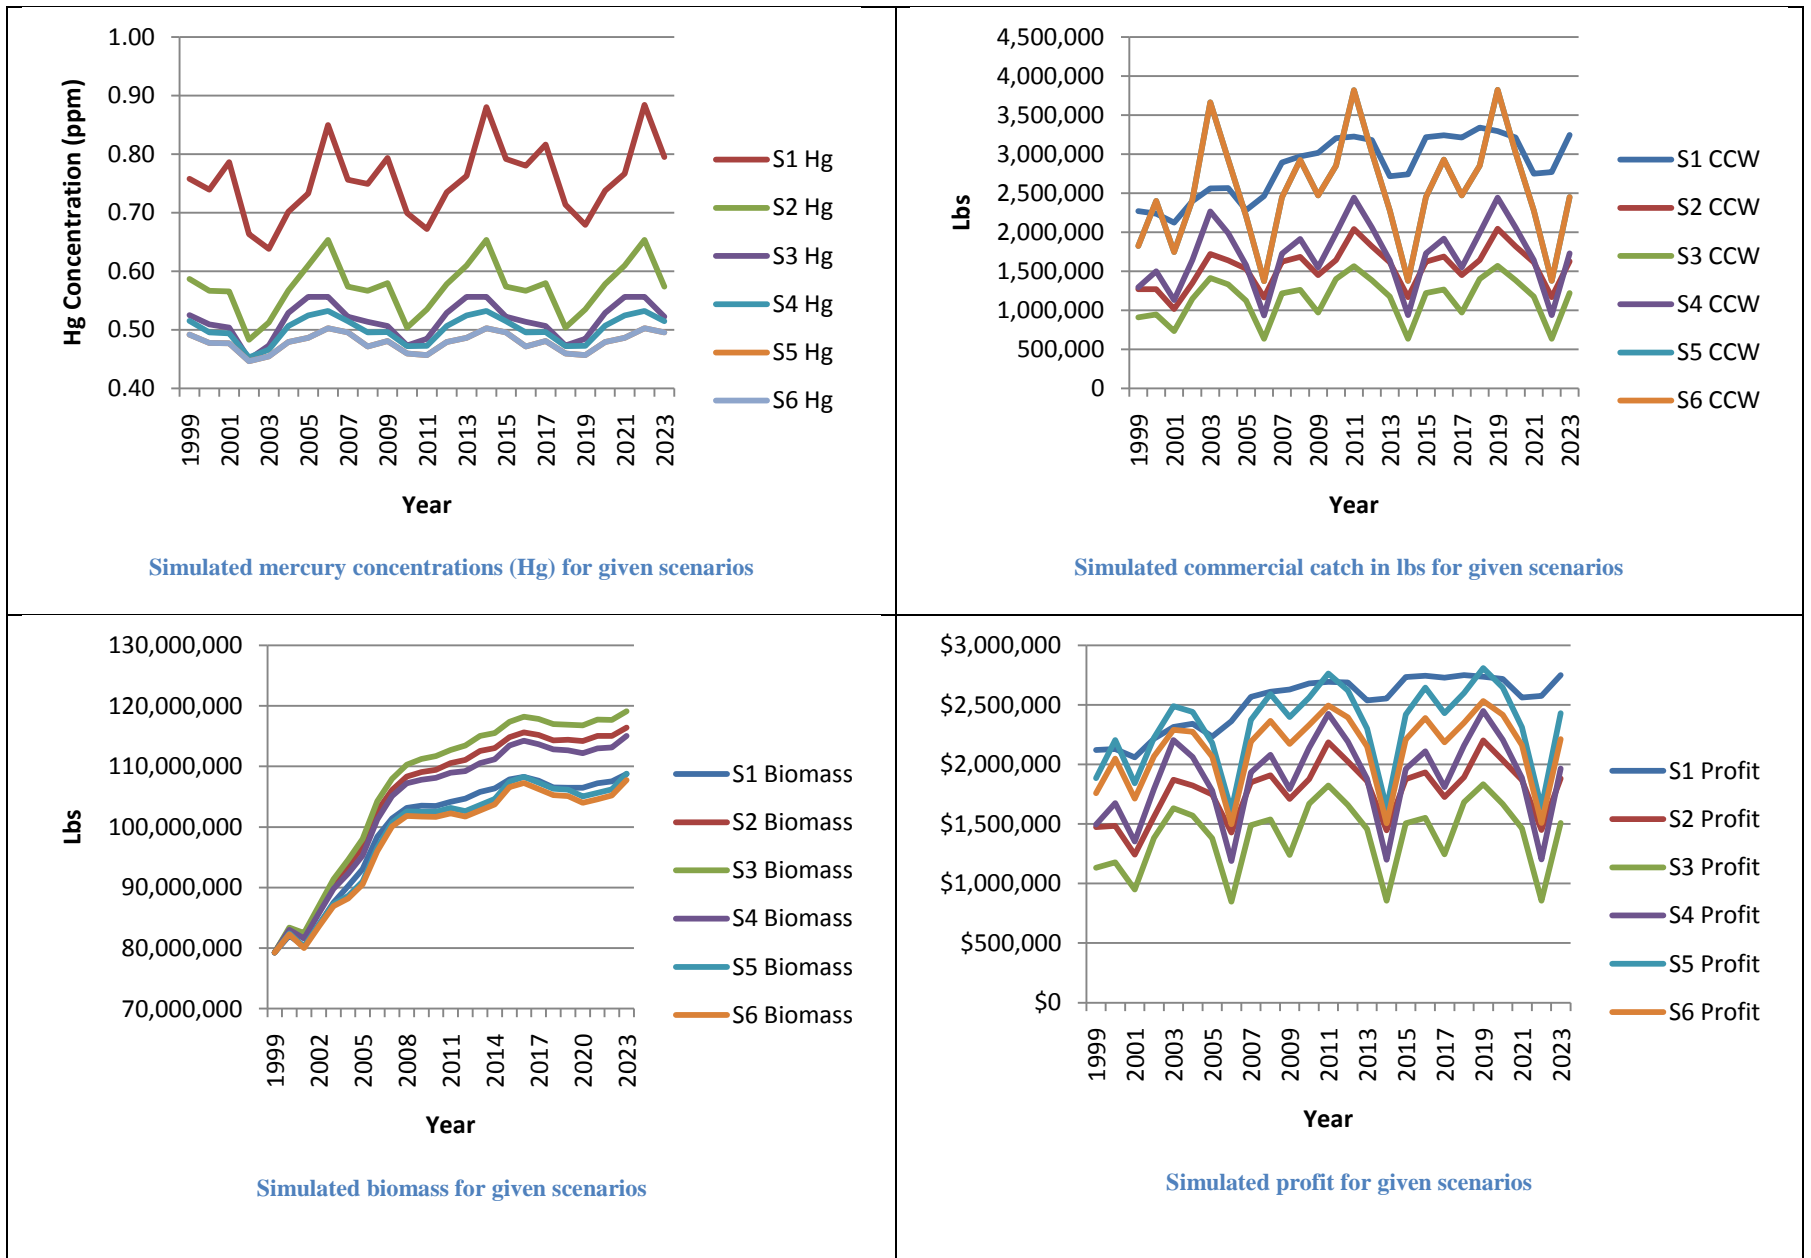 1.00
0.90
0.80
0.70
0.60
0.50
0.40
Hg Concentration (ppm)
1999
2001
2003
2005
2007
2009
2011
2013
2015
2017
2019
2021
2023
Year
S1 Hg
S2 Hg
S3 Hg
S4 Hg
S5 Hg
S6 Hg
Simulated mercury concentrations (Hg) for given scenarios
4,500,000
4,000,000
3,500,000
3,000,000
2,500,000
2,000,000
1,500,000
1,000,000
500,000
0
Lbs
1999
2001
2003
2005
2007
2009
2011
2013
2015
2017
2019
2021
2023
Year
S1 CCW
S2 CCW
S3 CCW
S4 CCW
S5 CCW
S6 CCW
Simulated commercial catch in lbs for given scenarios
130,000,000
120,000,000
110,000,000
100,000,000
90,000,000
80,000,000
70,000,000
Lbs
1999
2002
2005
2008
2011
2014
2017
2020
2023
Year
S1 Biomass
S2 Biomass
S3 Biomass
S4 Biomass
S5 Biomass
S6 Biomass
Simulated biomass for given scenarios
$3,000,000
$2,500,000
$2,000,000
$1,500,000
$1,000,000
$500,000
$0
1999
2001
2003
2005
2007
2009
2011
2013
2015
2017
2019
2021
2023
Year
S1 Profit
S2 Profit
S3 Profit
S4 Profit
S5 Profit
S6 Profit
Simulated profit for given scenarios